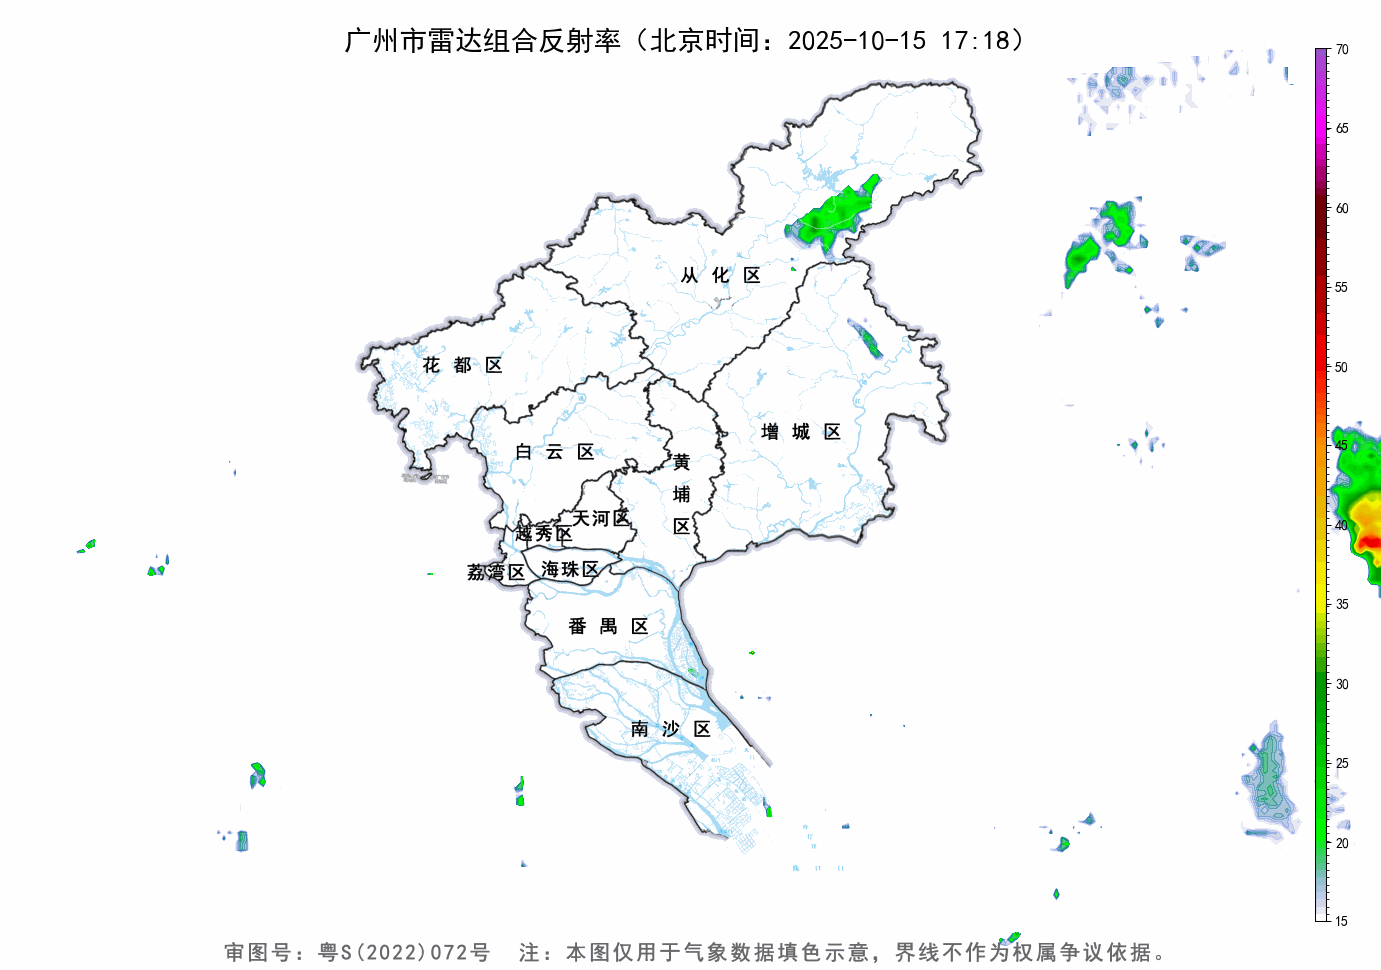 广州市雷达组合反射率（北京时间：2025-10-15 17:18）
70
65
60
55
50
45
40
35
30
25
20
15
从化区
花都区
增城区
白云区
黄埔区
天河区
越秀区
荔湾区
海珠区
番禺区
南沙区
审图号：粤S(2022)072号 注：本图仅用于气象数据填色示意，界线不作为权属争议依据。